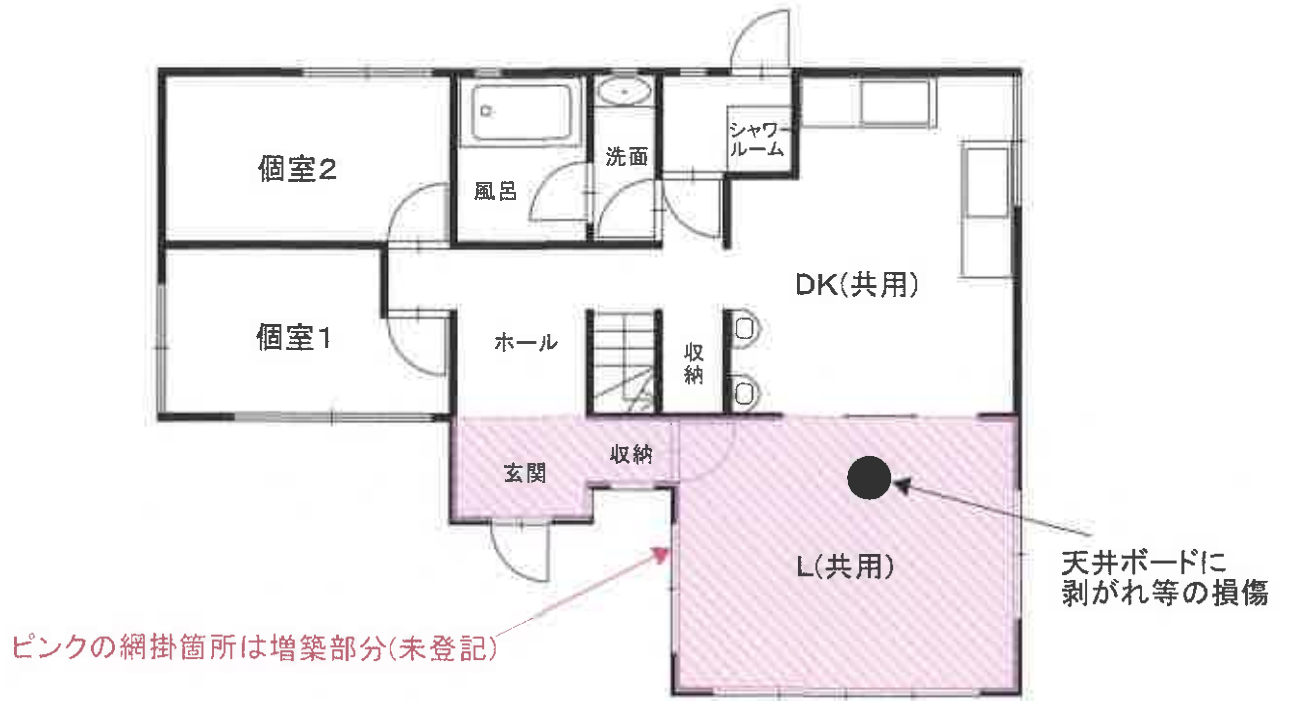 シャワー
ルーム
洗面
個室2
風呂
DK(共用)
個室1
ホール
収
納
収納
玄関
L(共用)
天井ボードに
剥がれ等の損傷
ピンクの網掛箇所は増築部分(未登記)